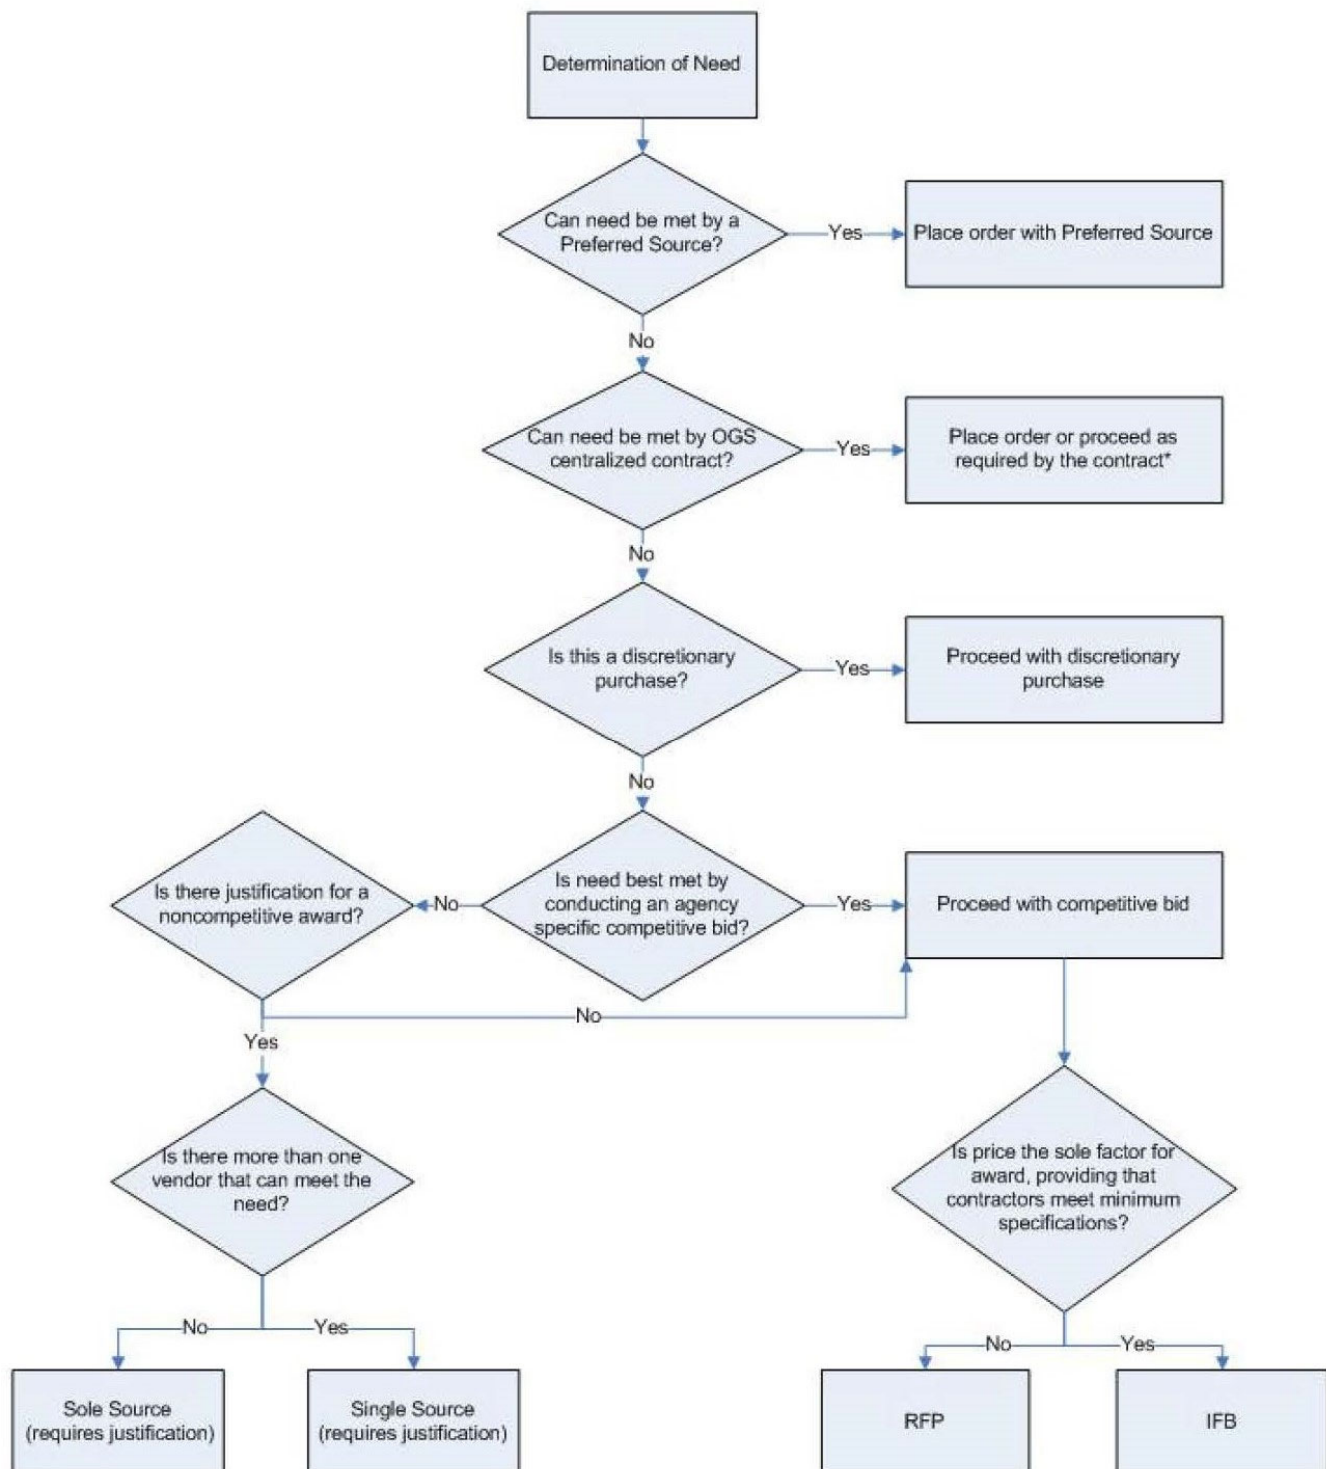 Determination of Need
Can need be met by a
Preferred Source?
Yes
Place order with Preferred Source
No
Can need be met by OGS
centralized contract?
Yes
Place order or proceed as
required by the contract*
No
Is this a discretionary
purchase?
Yes
Proceed with discretionary
purchase
No
Is there justification for a
noncompetitive award?
No
Is need best met by
conducting an agency
specific competitive bid?
Yes
Proceed with competitive bid
No
Yes
Is there more than one
vendor that can meet the
need?
Is price the sole factor for
award, providing that
contractors meet minimum
specifications?
No
Yes
No
Yes
Sole Source
(requires justification)
Single Source
(requires justification)
RFP
IFB